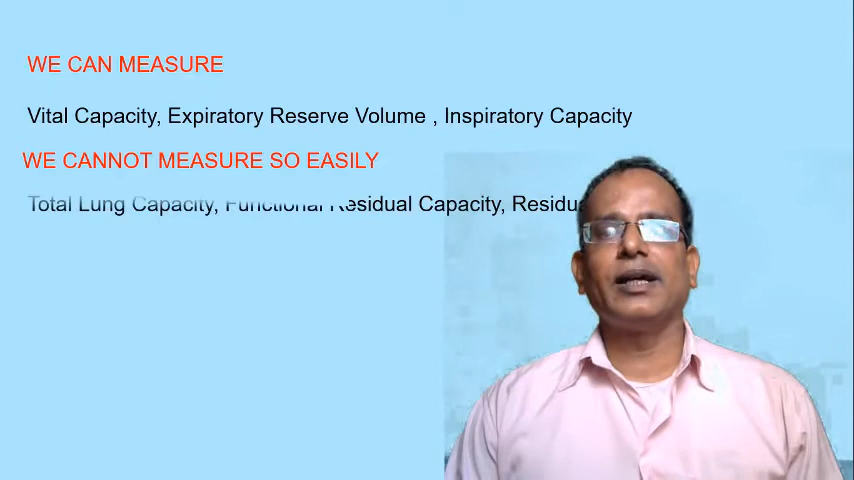 WE CAN MEASURE
Vital Capacity, Expiratory Reserve Volume , Inspiratory Capacity
WE CANNOT MEASURE SO EASILY
Total Lung Capacity, Functional Residual Capacity,